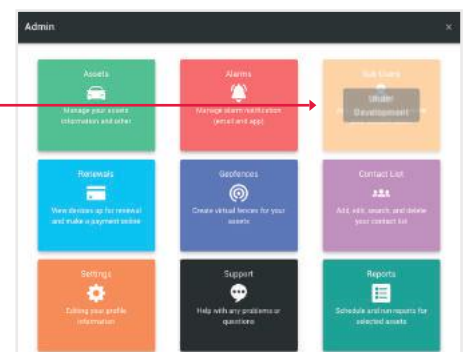 Admin
×
Assets
Manage your assets
information and other
Alarms
Manage alarm notification
(email and app)
Sub Users
Under
Development
Renewals
View devices up for renewal
and make a payment online
Geofences
Create virtual fences for your
assets
Contact List
Add, edit, search, and delete
your contact list
Settings
Editing your profile
information
Support
Help with any problems or
questions
Reports
Schedule and run reports for
selected assets